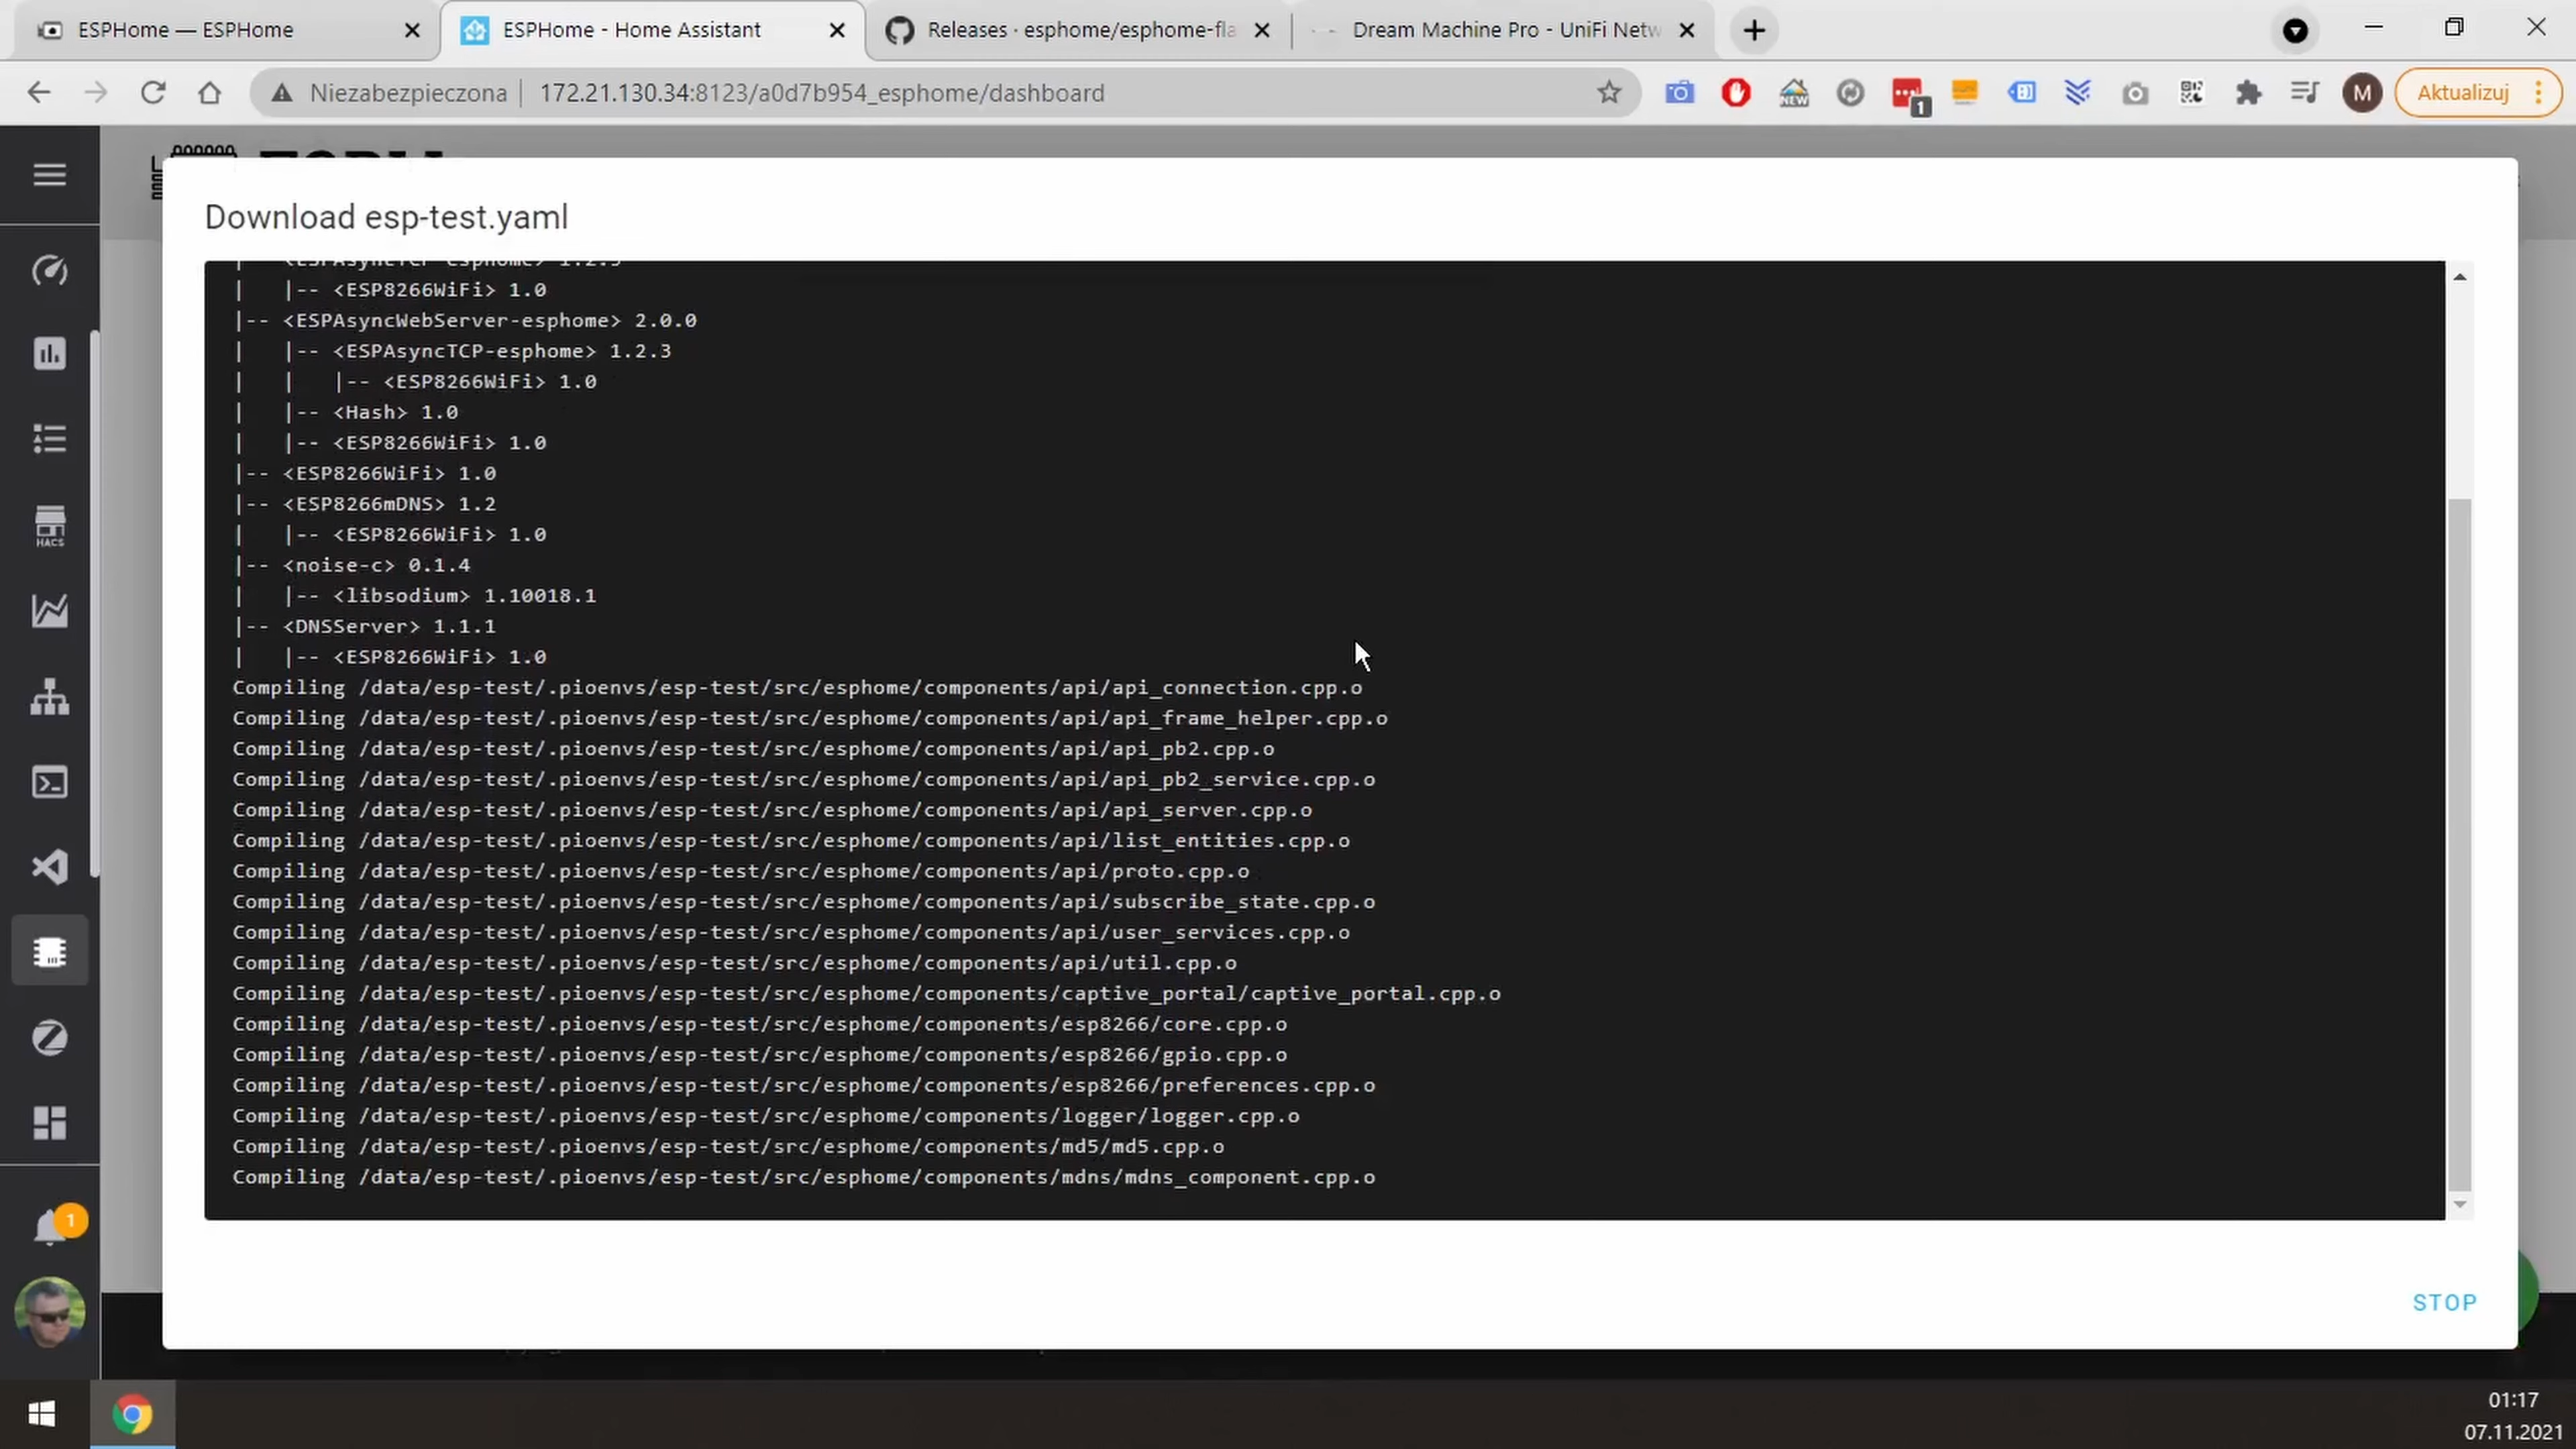 ESPHome — ESPHome
ESPHome - Home Assistant
Releases · esphome/esphome-fla
Dream Machine Pro - UniFi Netw
Niezabezpieczona
172.21.130.34:8123/a0d7b954_esphome/dashboard
NEW
1
M
Aktualizuj
Download esp-test.yaml
| |-- <ESP8266WiFi> 1.0
|-- <ESPAsyncWebServer-esphome> 2.0.0
| |-- <ESPAsyncTCP-esphome> 1.2.3
| | |-- <ESP8266WiFi> 1.0
| |-- <Hash> 1.0
| |-- <ESP8266WiFi> 1.0
|-- <ESP8266WiFi> 1.0
|-- <ESP8266mDNS> 1.2
| |-- <ESP8266WiFi> 1.0
|-- <noise-c> 0.1.4
| |-- <libsodium> 1.10018.1
|-- <DNSServer> 1.1.1
| |-- <ESP8266WiFi> 1.0
Compiling /data/esp-test/.pioenvs/esp-test/src/esphome/components/api/api_connection.cpp.o
Compiling /data/esp-test/.pioenvs/esp-test/src/esphome/components/api/api_frame_helper.cpp.o
Compiling /data/esp-test/.pioenvs/esp-test/src/esphome/components/api/api_pb2.cpp.o
Compiling /data/esp-test/.pioenvs/esp-test/src/esphome/components/api/api_pb2_service.cpp.o
Compiling /data/esp-test/.pioenvs/esp-test/src/esphome/components/api/api_server.cpp.o
Compiling /data/esp-test/.pioenvs/esp-test/src/esphome/components/api/list_entities.cpp.o
Compiling /data/esp-test/.pioenvs/esp-test/src/esphome/components/api/proto.cpp.o
Compiling /data/esp-test/.pioenvs/esp-test/src/esphome/components/api/subscribe_state.cpp.o
Compiling /data/esp-test/.pioenvs/esp-test/src/esphome/components/api/user_services.cpp.o
Compiling /data/esp-test/.pioenvs/esp-test/src/esphome/components/api/util.cpp.o
Compiling /data/esp-test/.pioenvs/esp-test/src/esphome/components/captive_portal/captive_portal.cpp.o
Compiling /data/esp-test/.pioenvs/esp-test/src/esphome/components/esp8266/core.cpp.o
Compiling /data/esp-test/.pioenvs/esp-test/src/esphome/components/esp8266/gpio.cpp.o
Compiling /data/esp-test/.pioenvs/esp-test/src/esphome/components/esp8266/preferences.cpp.o
Compiling /data/esp-test/.pioenvs/esp-test/src/esphome/components/logger/logger.cpp.o
Compiling /data/esp-test/.pioenvs/esp-test/src/esphome/components/md5/md5.cpp.o
Compiling /data/esp-test/.pioenvs/esp-test/src/esphome/components/mdns/mdns_component.cpp.o
HACS
1
STOP
01:17
07.11.2021